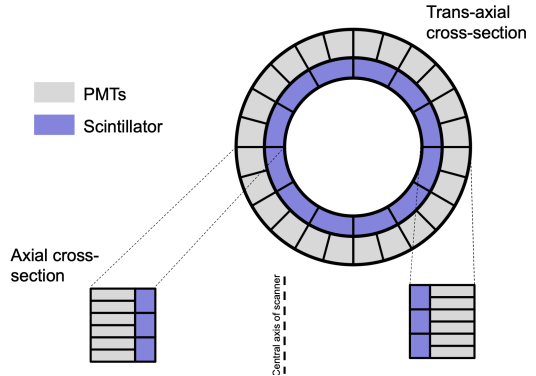 Trans-axial
cross-section
PMTs
Scintillator
Axial cross-
section
Central axis of scanner